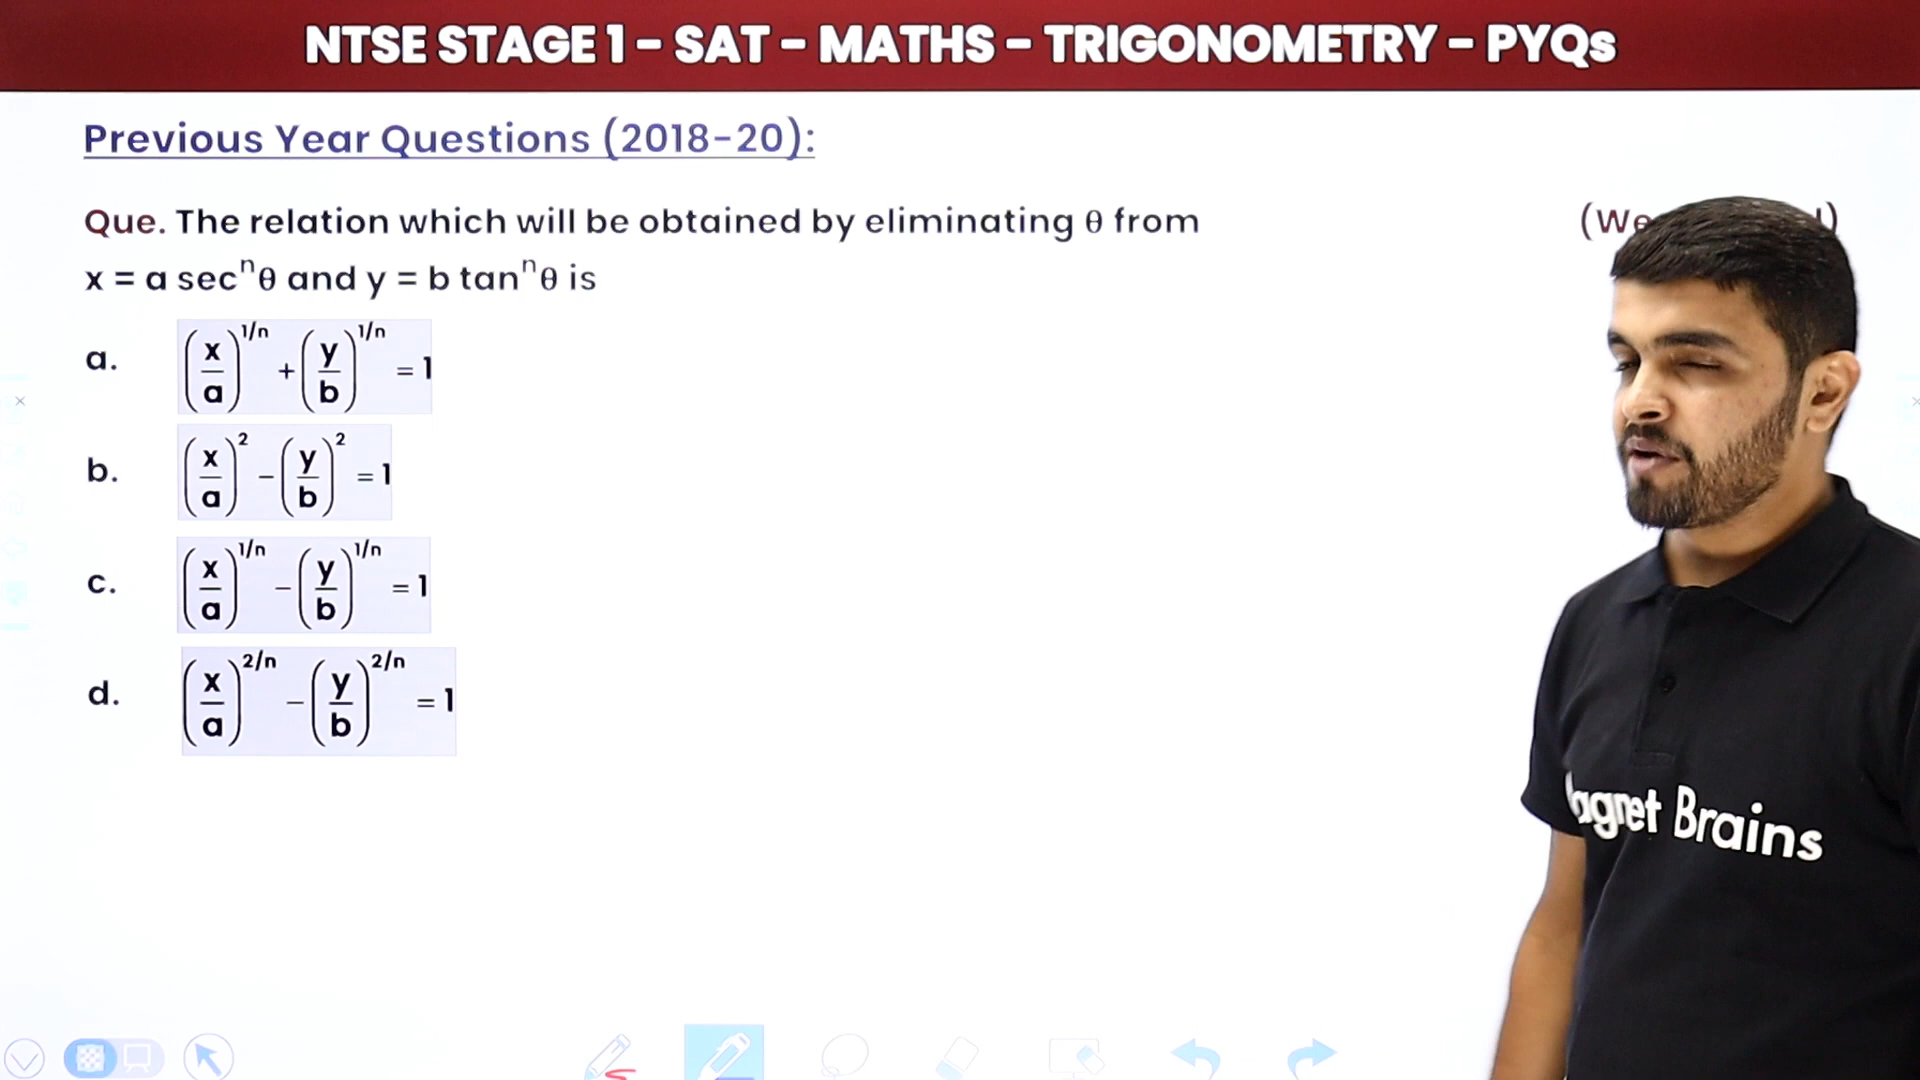 NTSE STAGE 1 – SAT – MATHS – TRIGONOMETRY – PYQs
Previous Year Questions (2018-20):
Que. The relation which will be obtained by eliminating θ from
x = a secⁿθ and y = b tanⁿθ is
a. (x/a)^1/n + (y/b)^1/n = 1
b. (x/a)^2 – (y/b)^2 = 1
c. (x/a)^1/n – (y/b)^1/n = 1
d. (x/a)^2/n – (y/b)^2/n = 1
Brains